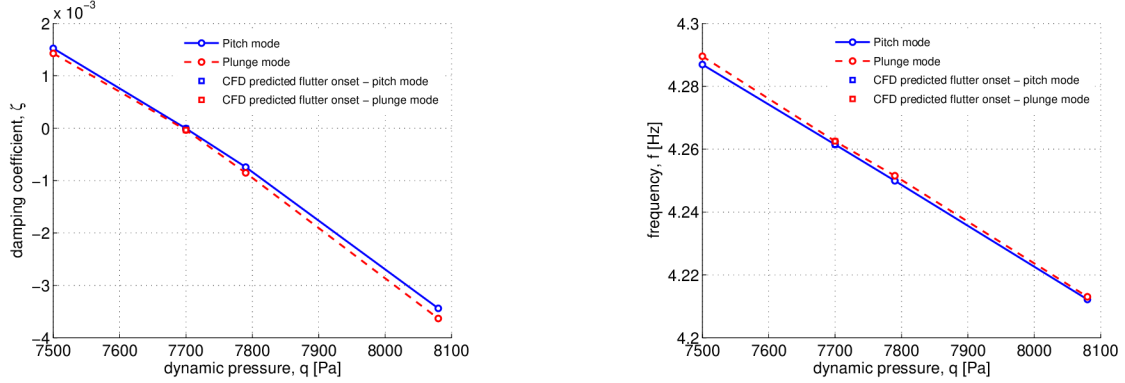 2 x 10⁻³
1
0
−1
−2
−3
−4
7500 7600 7700 7800 7900 8000 8100
dynamic pressure, q [Pa]
damping coefficient, ζ
Pitch mode
Plunge mode
CFD predicted flutter onset − pitch mode
CFD predicted flutter onset − plunge mode
4.3
4.28
4.26
4.24
4.22
4.2
7500 7600 7700 7800 7900 8000 8100
dynamic pressure, q [Pa]
frequency, f [Hz]
Pitch mode
Plunge mode
CFD predicted flutter onset − pitch mode
CFD predicted flutter onset − plunge mode